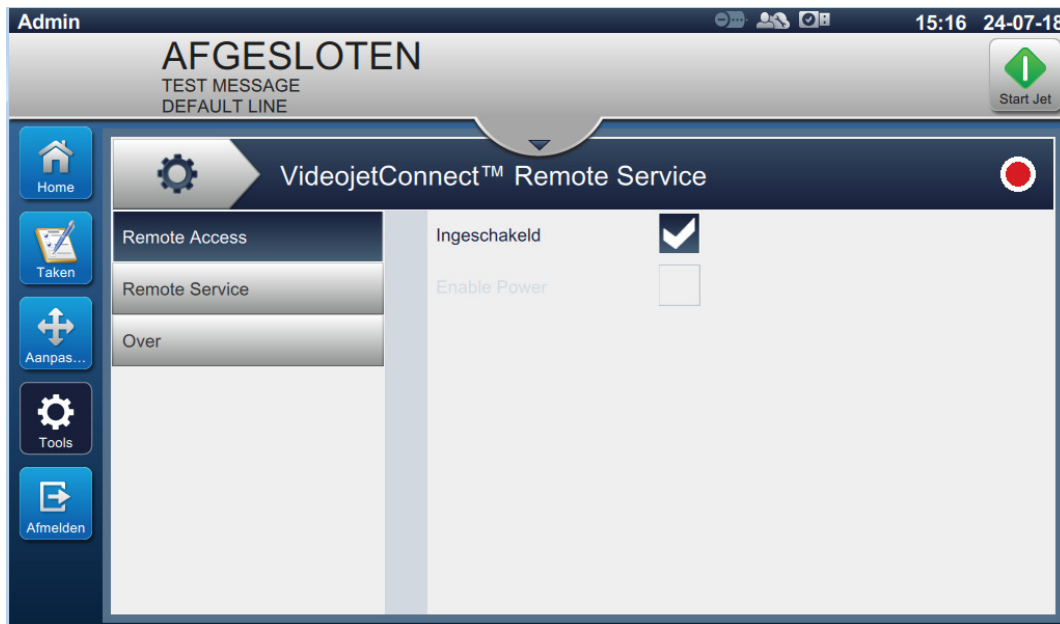 Admin
15:16 24-07-18
AFGESLOTEN
TEST MESSAGE
DEFAULT LINE
Start Jet
Home
VideojetConnect™ Remote Service
Taken
Remote Access
Ingeschakeld
Remote Service
Enable Power
Over
Aanpas...
Tools
Afmelden